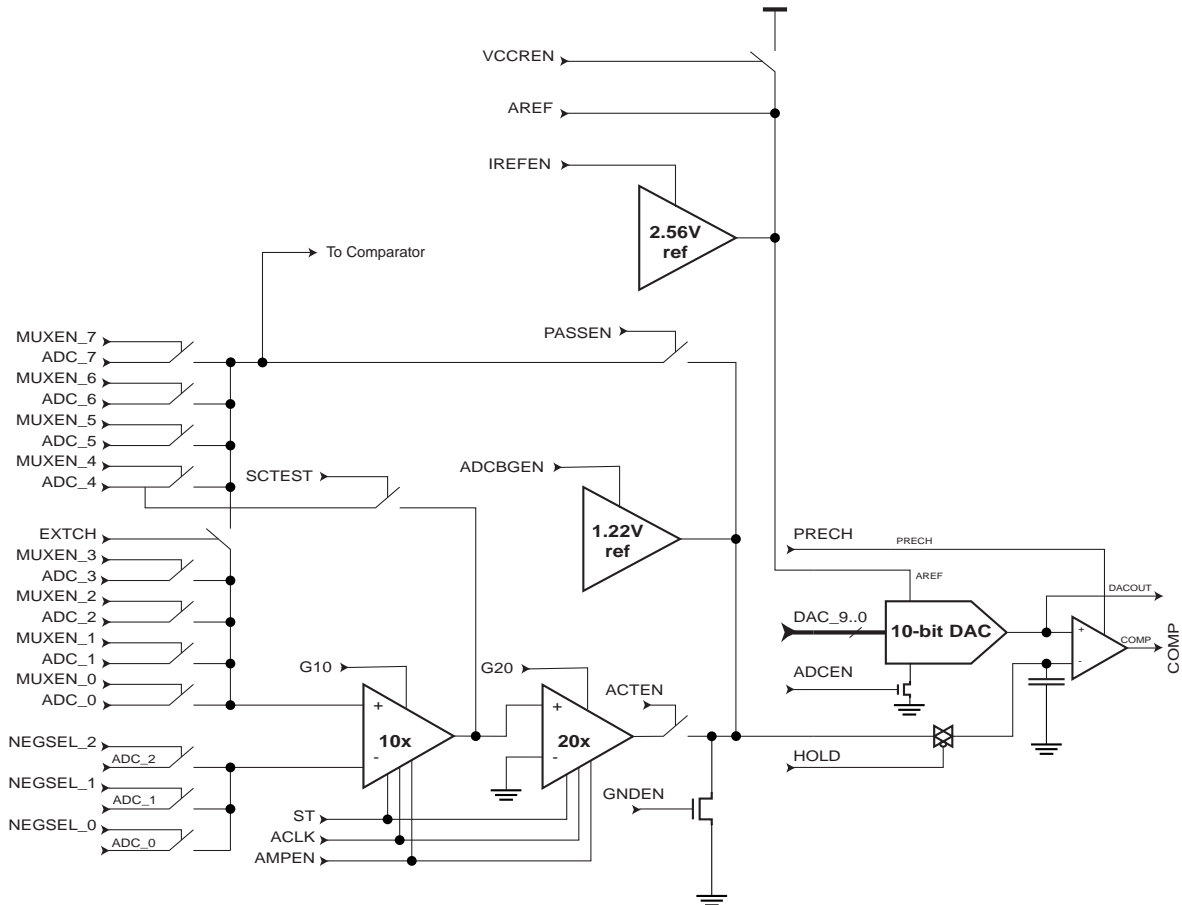 VCCREN
AREF
IREFEN
2.56V
ref
To Comparator
MUXEN_7
PASSEN
ADC_7
MUXEN_6
ADC_6
MUXEN_5
ADC_5
MUXEN_4
SCTEST
ADCBGEN
ADC_4
EXTCH
1.22V
ref
PRECH
PRECH
MUXEN_3
ADC_3
AREF
DACOUT
MUXEN_2
ADC_2
DAC_9..0
10-bit DAC
+
COMP
COMP
-
MUXEN_1
ADC_1
G10
G20
ADCEN
MUXEN_0
ADC_0
ACTEN
+
+
10x
20x
-
-
NEGSEL_2
ADC_2
HOLD
NEGSEL_1
ADC_1
GNDEN
NEGSEL_0
ADC_0
ST
ACLK
AMPEN